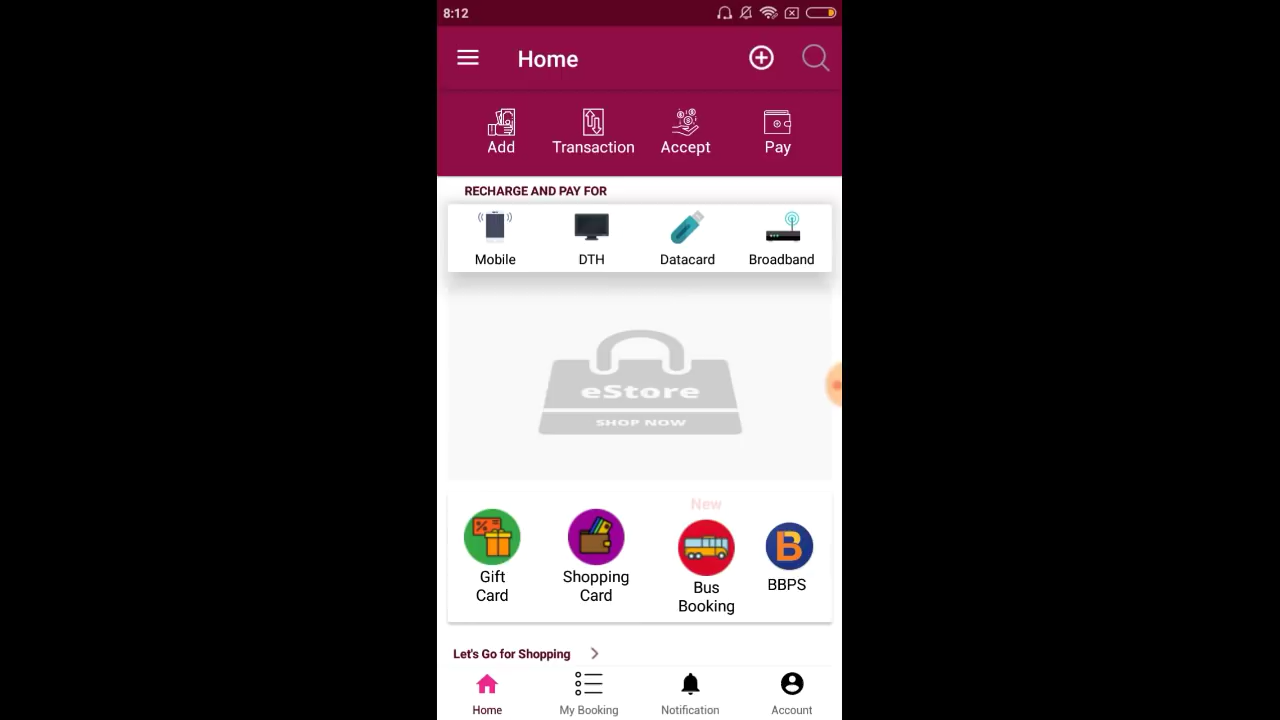 8:12
Home
Add
Transaction
Accept
Pay
RECHARGE AND PAY FOR
Mobile
DTH
Datacard
Broadband
eStore
SHOP NOW
New
Gift
Card
Shopping
Card
Bus
Booking
B
BBPS
Let's Go for Shopping
Home
My Booking
Notification
Account